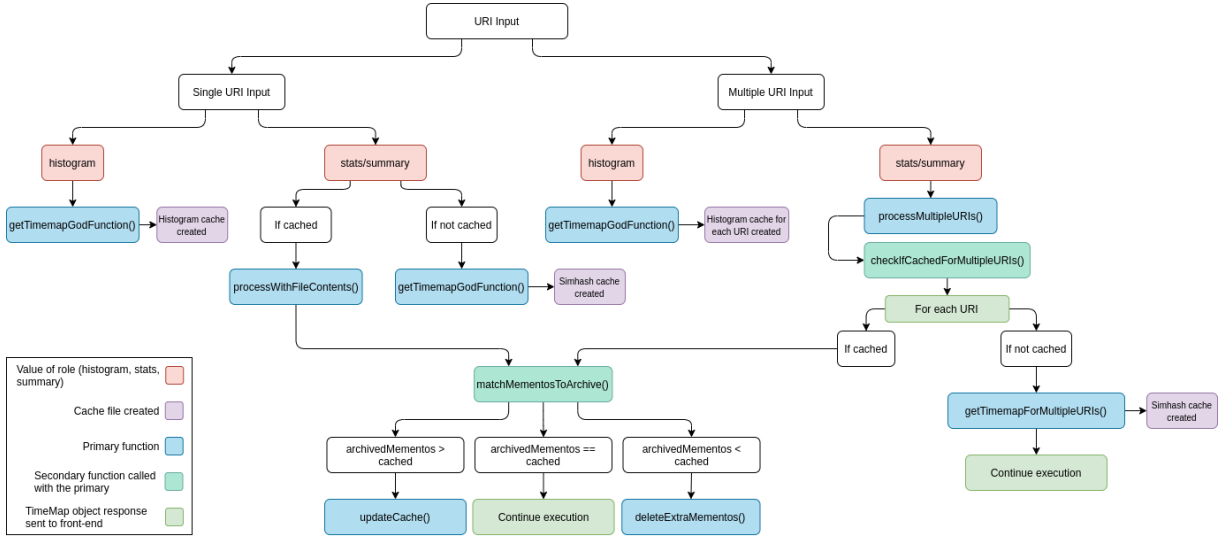 URI Input
Single URI Input
Multiple URI Input
histogram
stats/summary
histogram
stats/summary
getTimemapGodFunction()
Histogram cache
created
If cached
If not cached
getTimemapGodFunction()
Histogram cache for
each URI created
processMultipleURIs()
checkIfCachedForMultipleURIs()
processWithFileContents()
getTimemapGodFunction()
Simhash cache
created
For each URI
If cached
If not cached
Value of role (histogram, stats,
summary)
Cache file created
Primary function
Secondary function called
with the primary
TimeMap object response
sent to front-end
matchMementosToArchive()
getTimemapForMultipleURIs()
Simhash cache
created
archivedMementos >
cached
archivedMementos ==
cached
archivedMementos <
cached
Continue execution
updateCache()
Continue execution
deleteExtraMementos()